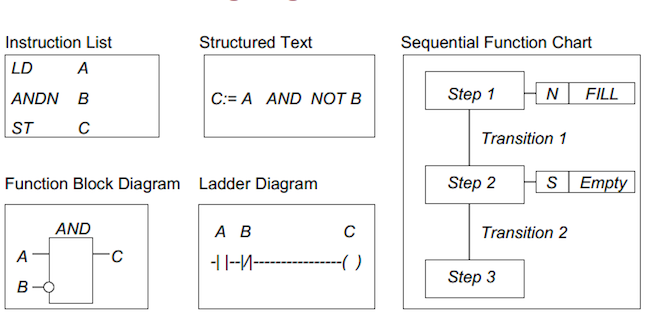 Instruction List
LD A
ANDN B
ST C
Structured Text
C:= A AND NOT B
Sequential Function Chart
Step 1 N FILL
Transition 1
Step 2 S Empty
Transition 2
Step 3
Function Block Diagram
AND
A C
B
Ladder Diagram
A B C
-| |--|/|----------------( )